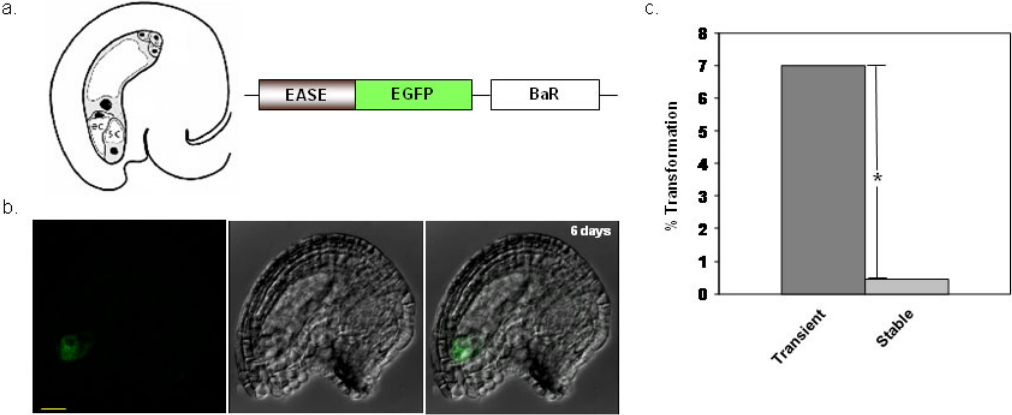 a.
ec
sc
EASE EGFP BaR
b.
6 days
c.
% Transformation
8
7
6
5
4
3
2
1
0
*
Transient
Stable